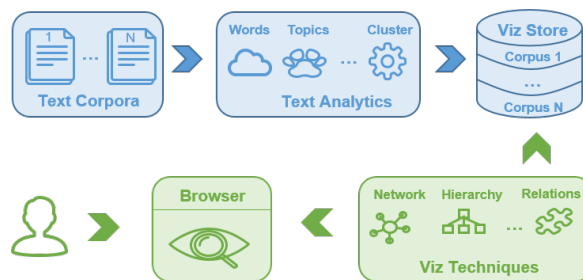 Words Topics Cluster
1 ... N
...
Text Corpora
Text Analytics
Viz Store
Corpus 1
...
Corpus N
Browser
Network Hierarchy Relations
...
Viz Techniques